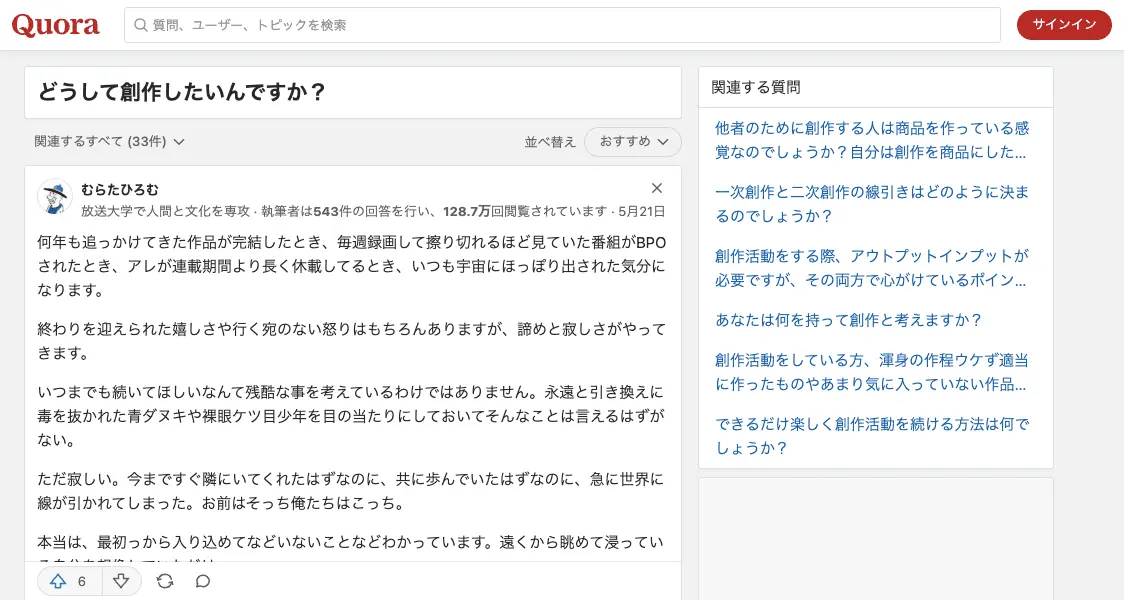 Quora
質問、ユーザー、トピックを検索
サインイン
どうして創作したいんですか？
関連するすべて (33件)
並べ替え
おすすめ
むらたひろむ
放送大学で人間と文化を専攻 · 執筆者は543件の回答を行い、128.7万回閲覧されています · 5月21日
何年も追っかけてきた作品が完結したとき、毎週録画して擦り切れるほど見ていた番組がBPO
されたとき、アレが連載期間より長く休載してるとき、いつも宇宙にほっぽり出された気分に
なります。
終わりを迎えられた嬉しさや行く宛のない怒りはもちろんありますが、諦めと寂しさがやって
きます。
いつまでも続いてほしいなんて残酷な事を考えているわけではありません。永遠と引き換えに
毒を抜かれた青ダヌキや裸眼ケツ目少年を目の当たりにしておいてそんなことは言えるはずが
ない。
ただ寂しい。今まですぐ隣にいてくれたはずなのに、共に歩んでいたはずなのに、急に世界に
線が引かれてしまった。お前はそっち俺たちはこっち。
本当は、最初っから入り込めてなどいないことなどわかっています。遠くから眺めて浸ってい
6
関連する質問
他者のために創作する人は商品を作っている感
覚なのでしょうか？自分は創作を商品にした...
一次創作と二次創作の線引きはどのように決ま
るのでしょうか？
創作活動をする際、アウトプットインプットが
必要ですが、その両方で心がけているポイン...
あなたは何を持って創作と考えますか？
創作活動をしている方、渾身の作程ウケず適当
に作ったものやあまり気に入っていない作品...
できるだけ楽しく創作活動を続ける方法は何で
しょうか？